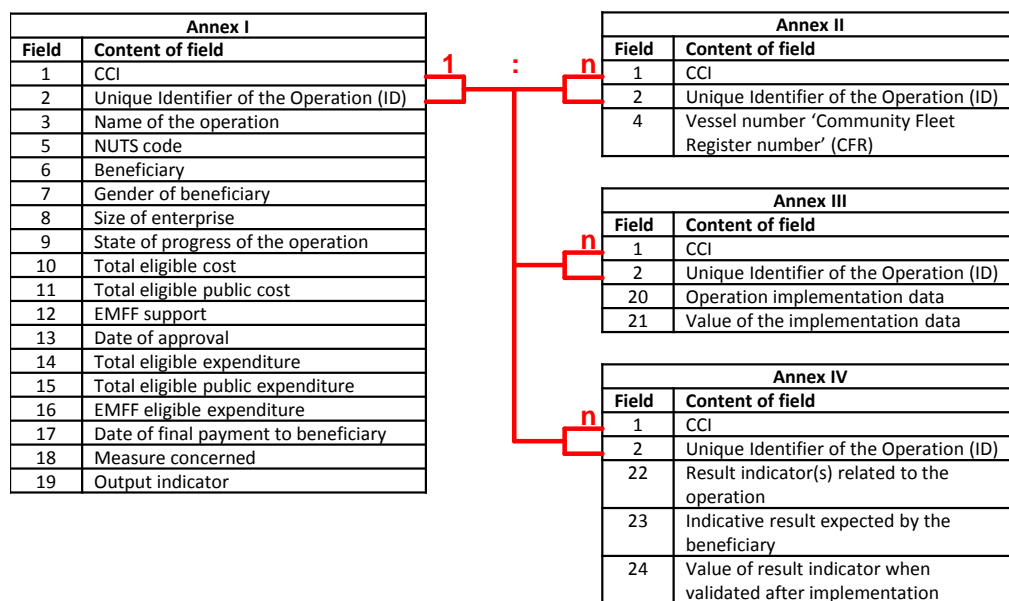 Annex I
Field Content of field
1 CCI
2 Unique Identifier of the Operation (ID)
3 Name of the operation
5 NUTS code
6 Beneficiary
7 Gender of beneficiary
8 Size of enterprise
9 State of progress of the operation
10 Total eligible cost
11 Total eligible public cost
12 EMFF support
13 Date of approval
14 Total eligible expenditure
15 Total eligible public expenditure
16 EMFF eligible expenditure
17 Date of final payment to beneficiary
18 Measure concerned
19 Output indicator
1 : n
Annex II
Field Content of field
1 CCI
2 Unique Identifier of the Operation (ID)
4 Vessel number ‘Community Fleet
Register number’ (CFR)
n
Annex III
Field Content of field
1 CCI
2 Unique Identifier of the Operation (ID)
20 Operation implementation data
21 Value of the implementation data
n
Annex IV
Field Content of field
1 CCI
2 Unique Identifier of the Operation (ID)
22 Result indicator(s) related to the
operation
23 Indicative result expected by the
beneficiary
24 Value of result indicator when
validated after implementation